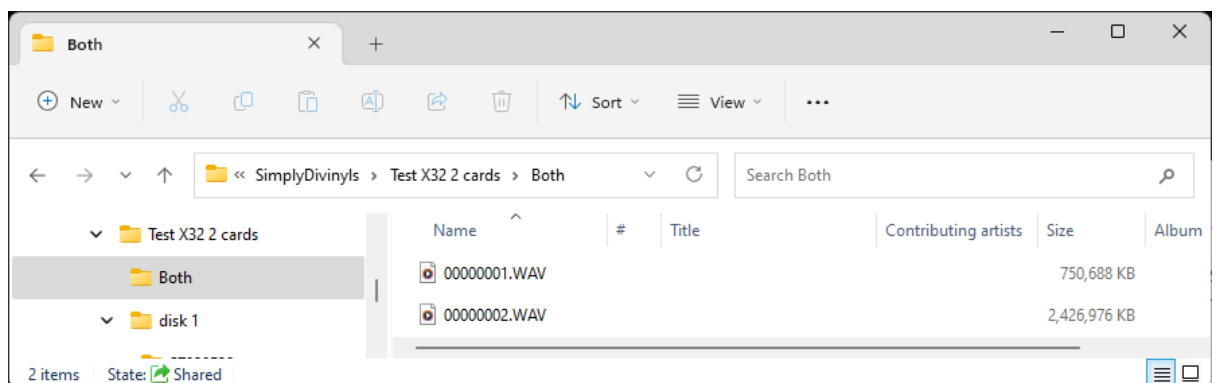 Both
New
Sort
View
« SimplyDivinyls > Test X32 2 cards > Both
Search Both
Test X32 2 cards
Both
disk 1
Name # Title Contributing artists Size Album
00000001.WAV 750,688 KB
00000002.WAV 2,426,976 KB
2 items State: Shared